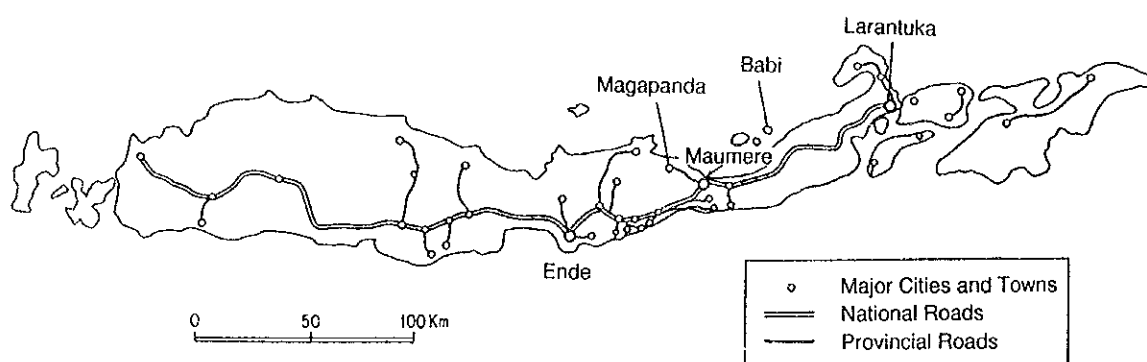 Larantuka
Babi
Magapanda
Maumere
Ende
0 50 100 Km
Major Cities and Towns
National Roads
Provincial Roads